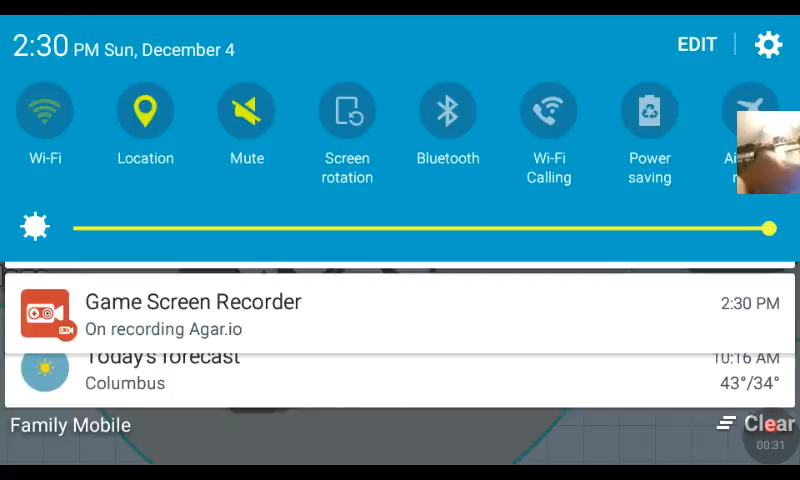 2:30 PM Sun, December 4
EDIT
Wi-Fi
Location
Mute
Screen
rotation
Bluetooth
Wi-Fi
Calling
Power
saving
Game Screen Recorder
2:30 PM
On recording Agar.io
Today's forecast
10:16 AM
Columbus
43°/34°
Family Mobile
Clear
00:31